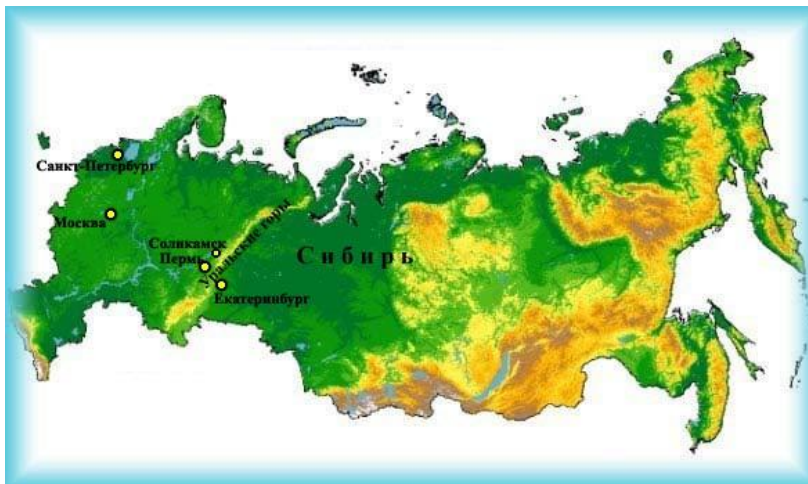 Санкт-Петербург
Москва
Соликамск
Пермь
Уральские горы
Сибирь
Екатеринбург